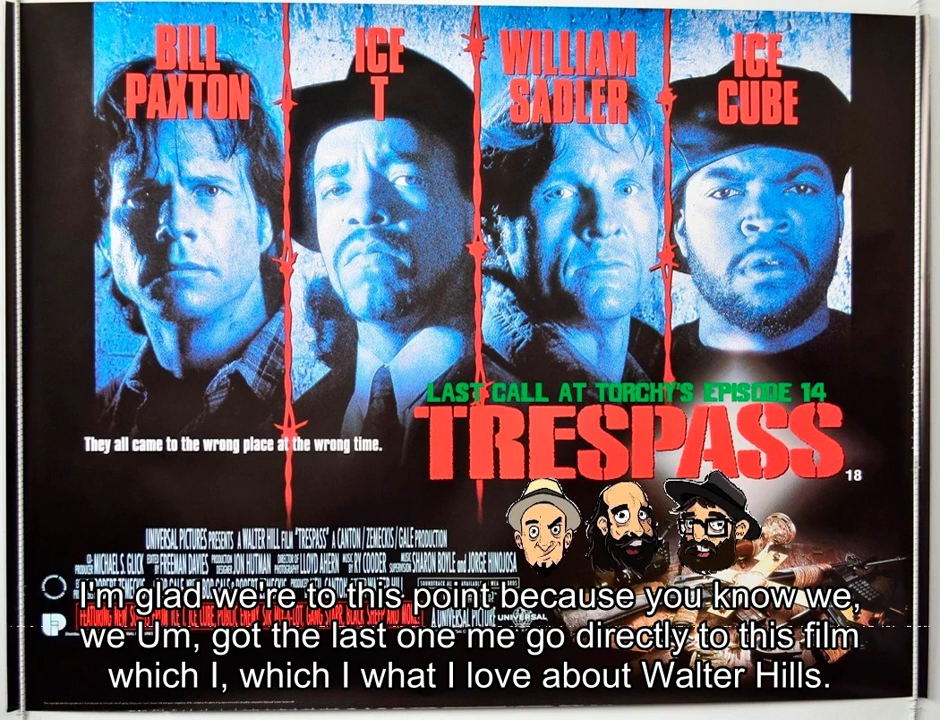 BILL
PAXTON
ICE
T
WILLIAM
SADLER
ICE
CUBE
LAST CALL AT TORCHY'S EPISODE 14
TRESPASS
18
They all came to the wrong place at the wrong time.
UNIVERSAL PICTURES PRESENTS A WALTER HILL FILM "TRESPASS" A CANTON / ZEMECKIS / GALE PRODUCTION
MICHAEL S. GLICK FREEMAN DAVIES JON HUTMAN LLOYD AHERN RY COODER SHARON BOYLE and JORGE HINOJOSA
I'm glad we're to this point because you know we,
we Um, got the last one me go directly to this film
which I, which I what I love about Walter Hills.